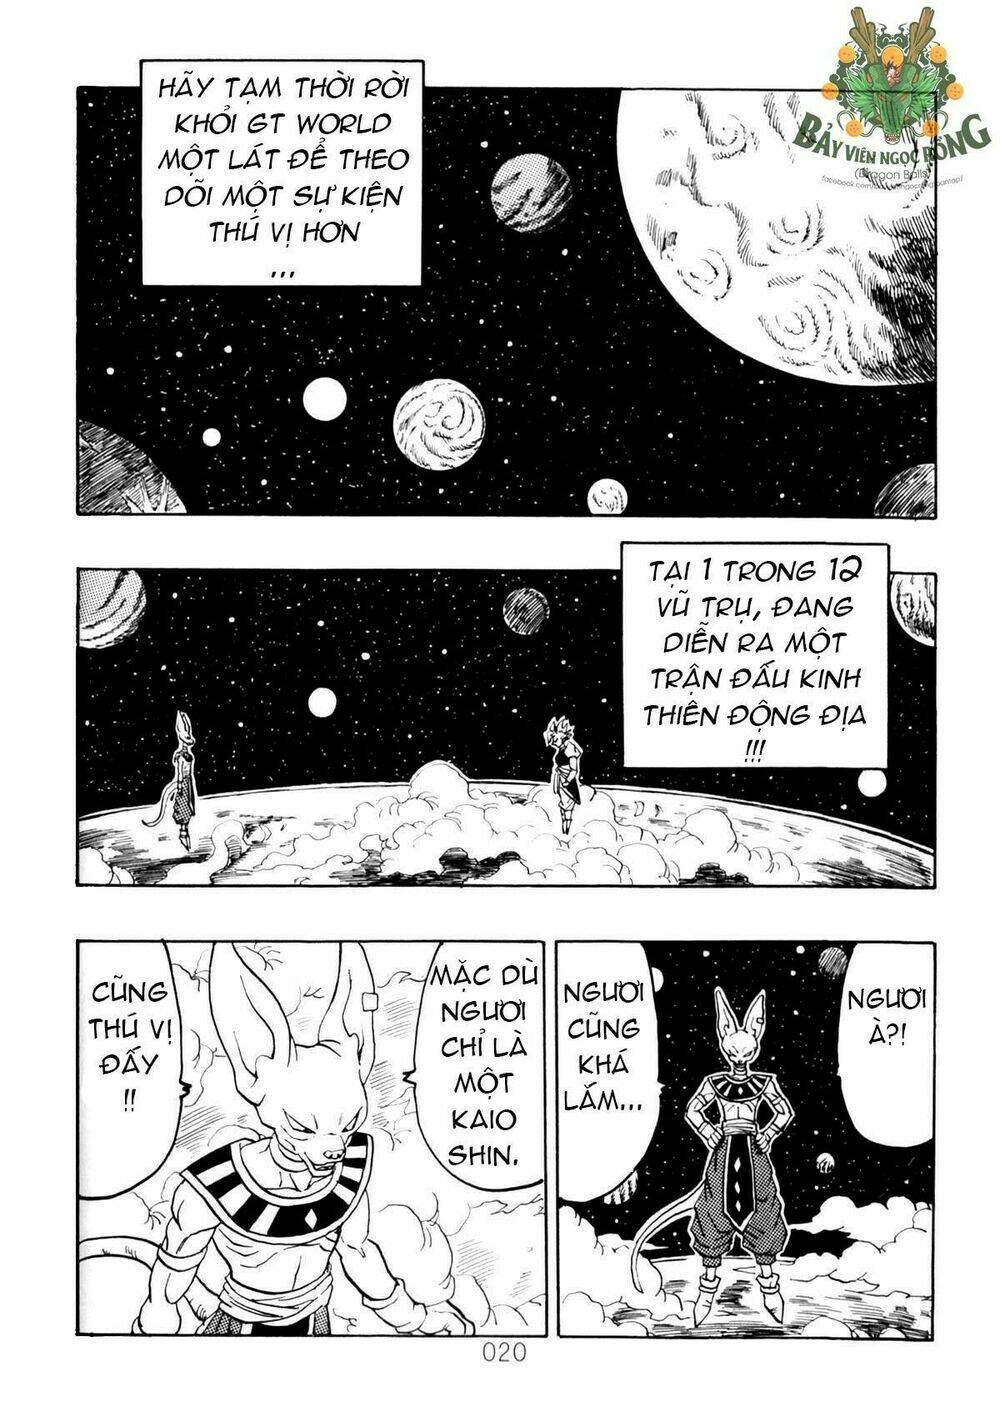 HÃY TẠM THỜI RỜI
KHỎI GT WORLD
MỘT LÁT ĐỂ THEO
DÕI MỘT SỰ KIỆN
THÚ VỊ HƠN
...
BẢY VIÊN NGỌC RỒNG
(Dragon Balls)
TẠI 1 TRONG 12
VŨ TRỤ, ĐANG
DIỄN RA MỘT
TRẬN ĐẤU KINH
THIÊN ĐỘNG ĐỊA
!!!
NGƯƠI
À?!
NGƯƠI
CŨNG
KHÁ
LẮM...
MẶC DÙ
NGƯƠI
CHỈ LÀ
MỘT
KAIO
SHIN.
CŨNG
THÚ VỊ
ĐẤY
!!
020